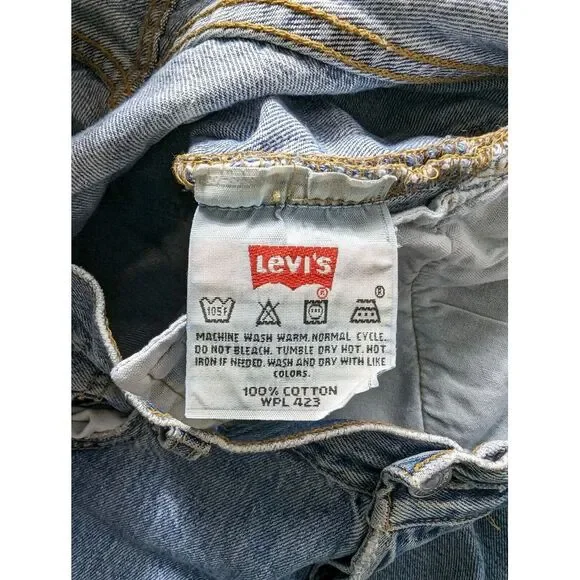 LEVI'S
105F
MACHINE WASH WARM. NORMAL CYCLE.
DO NOT BLEACH. TUMBLE DRY HOT. HOT
IRON IF NEEDED. WASH AND DRY WITH LIKE
COLORS.
100% COTTON
WPL 423